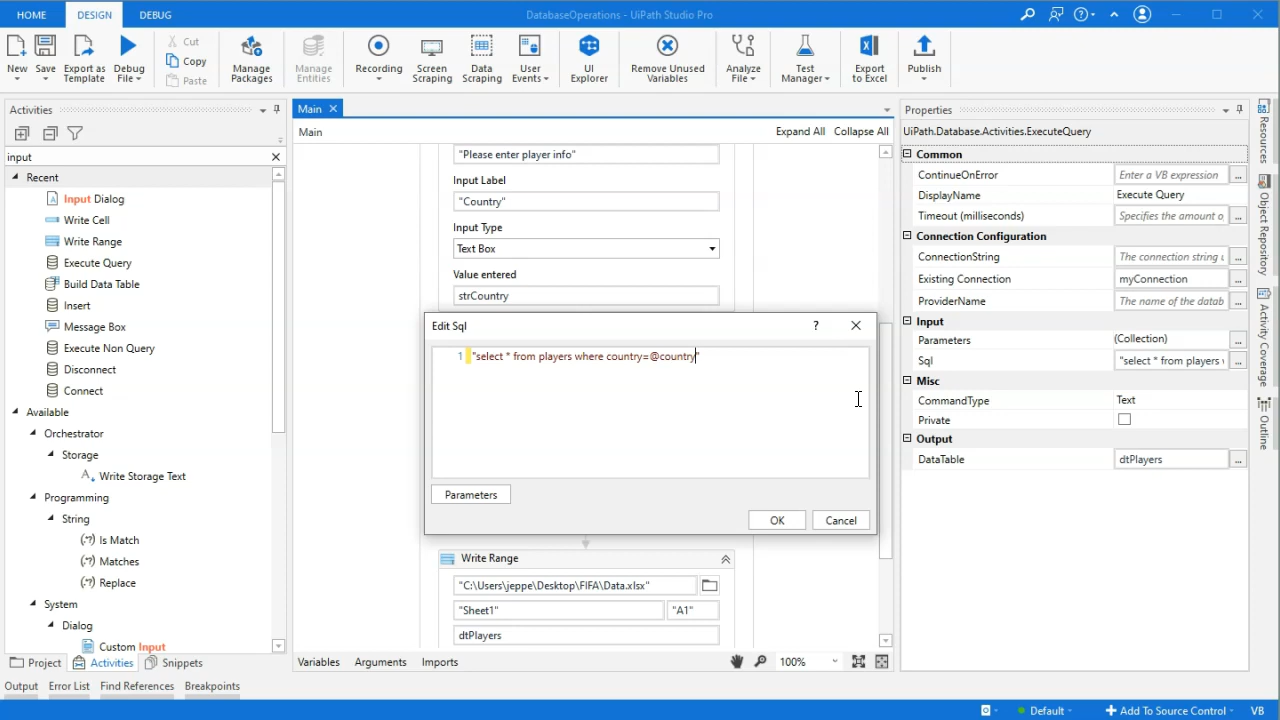 HOME DESIGN DEBUG
DatabaseOperations - UiPath Studio Pro
New Save Export as Template Debug File
Cut
Copy
Paste
Manage Packages
Manage Entities
Recording
Screen Scraping
Data Scraping
User Events
UI Explorer
Remove Unused Variables
Analyze File
Test Manager
Export to Excel
Publish
Activities
input
Recent
Input Dialog
Write Cell
Write Range
Execute Query
Build Data Table
Insert
Message Box
Execute Non Query
Disconnect
Connect
Available
Orchestrator
Storage
Write Storage Text
Programming
String
Is Match
Matches
Replace
System
Dialog
Custom Input
Project Activities Snippets
Main
Main
Expand All Collapse All
"Please enter player info"
Input Label
"Country"
Input Type
Text Box
Value entered
strCountry
Edit Sql
?
1 "select * from players where country=@country"
Parameters
OK Cancel
Write Range
"C:\Users\jeppe\Desktop\FIFA\Data.xlsx"
"Sheet1" "A1"
dtPlayers
Variables Arguments Imports
100%
Properties
UiPath.Database.Activities.ExecuteQuery
Common
ContinueOnError Enter a VB expression ...
DisplayName Execute Query
Timeout (milliseconds) Specifies the amount o ...
Connection Configuration
ConnectionString The connection string u ...
Existing Connection myConnection ...
ProviderName The name of the datab ...
Input
Parameters (Collection) ...
Sql "select * from players w ...
Misc
CommandType Text
Private
Output
DataTable dtPlayers ...
Resources
Object Repository
Activity Coverage
Outline
Output Error List Find References Breakpoints
Default
Add To Source Control
VB